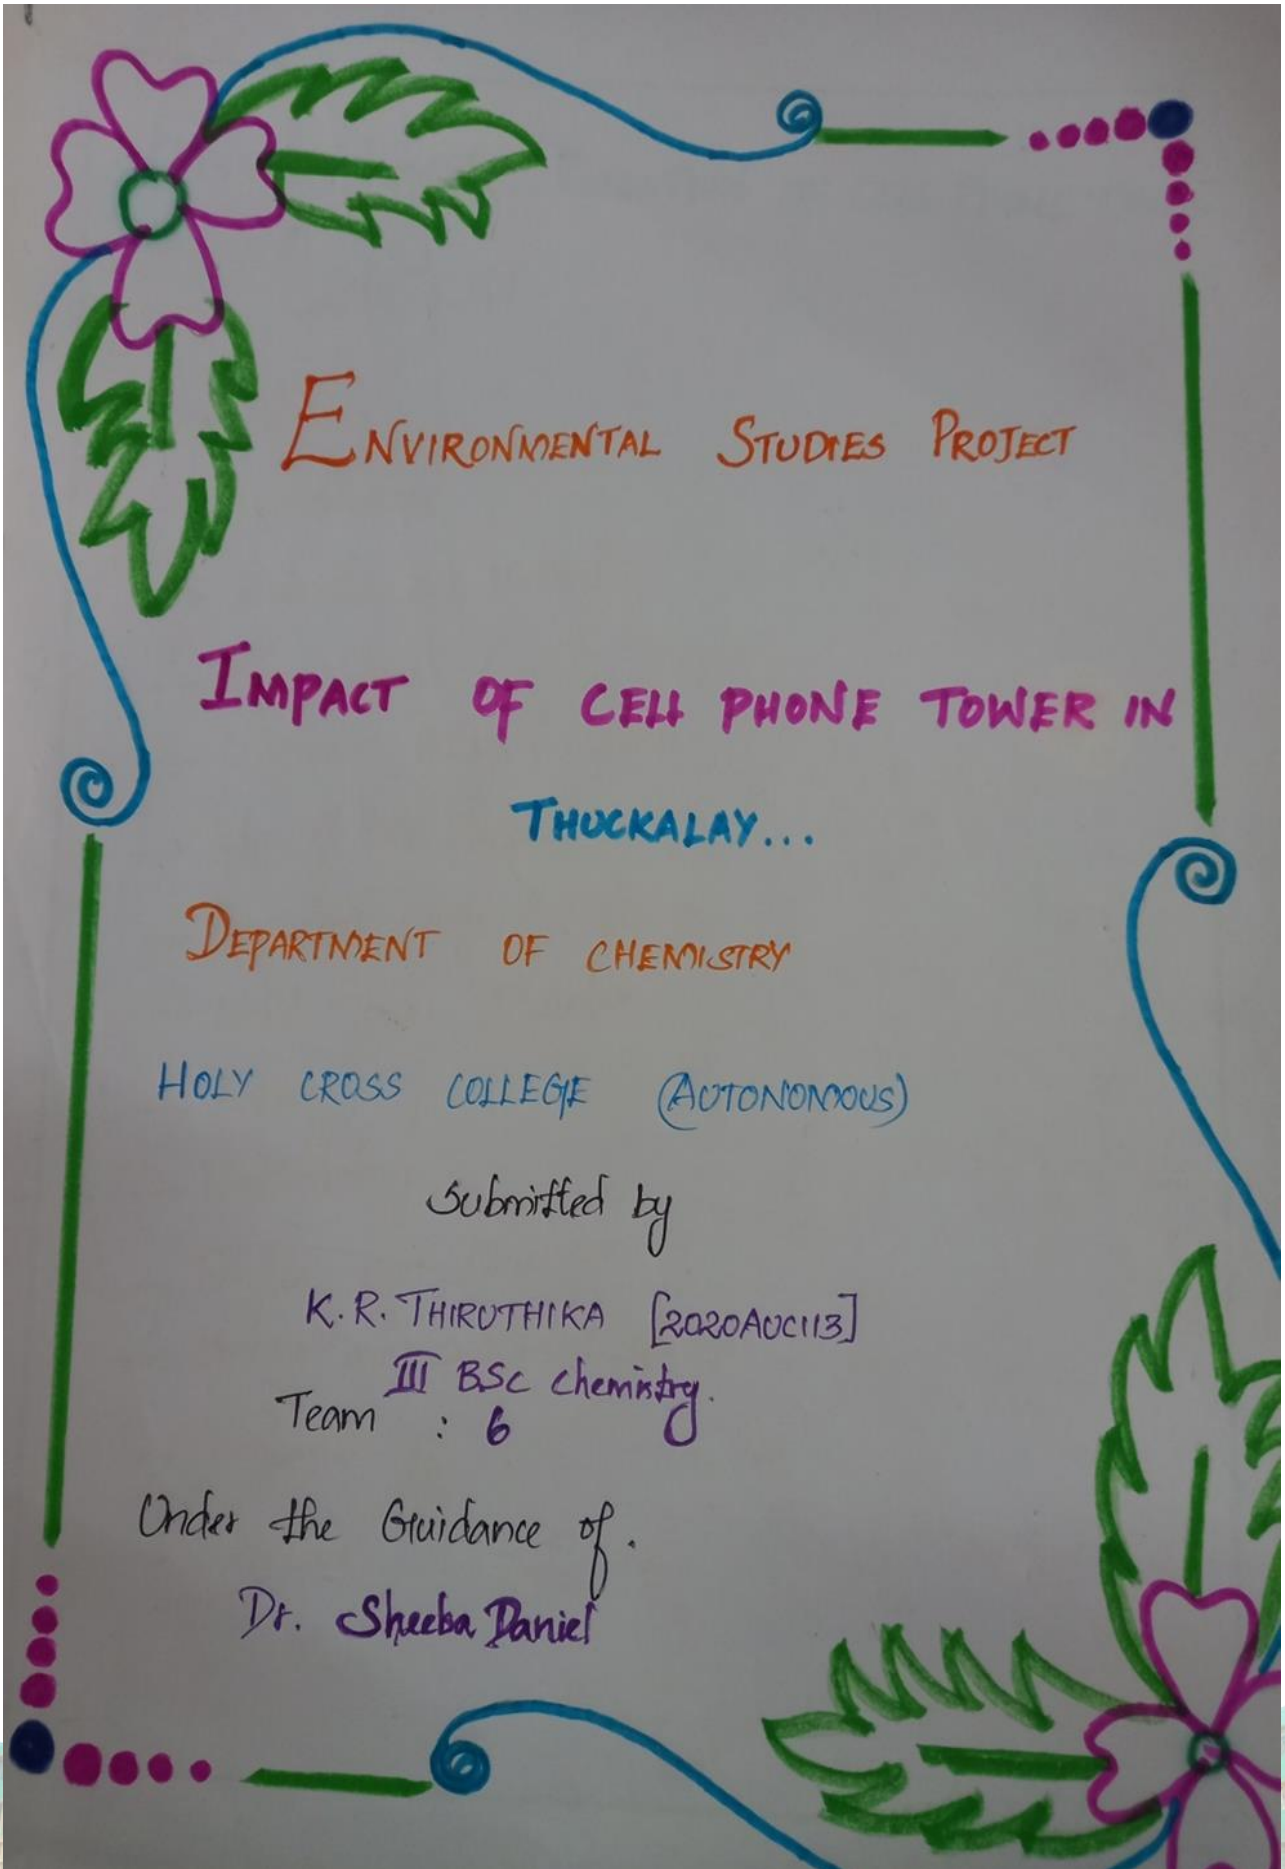 ENVIRONMENTAL STUDIES PROJECT
IMPACT OF CELL PHONE TOWER IN
THUCKALAY...
DEPARTMENT OF CHEMISTRY
HOLY CROSS COLLEGE (AUTONOMOUS)
Submitted by
K.R. THIRUTHIKA [2020AUC113]
III BSc Chemistry.
Team : 6
Under the Guidance of.
Dr. Sheeba Daniel